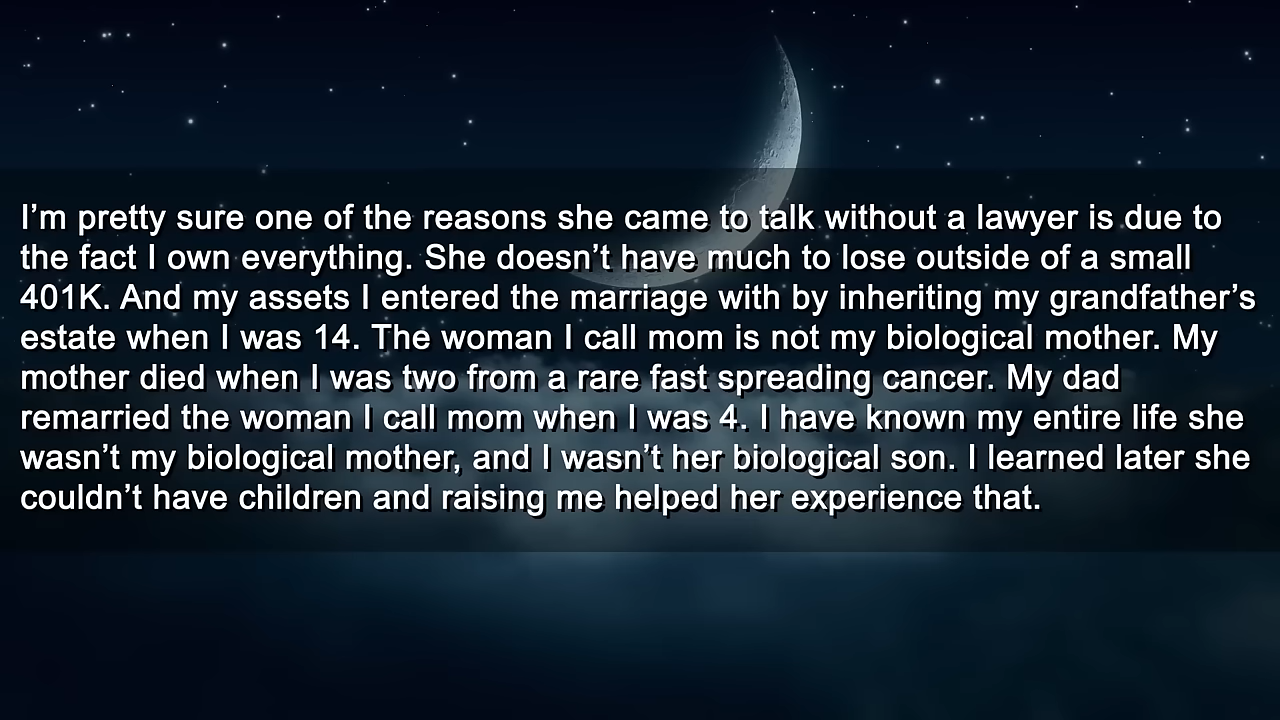 I’m pretty sure one of the reasons she came to talk without a lawyer is due to
the fact I own everything. She doesn’t have much to lose outside of a small
401K. And my assets I entered the marriage with by inheriting my grandfather’s
estate when I was 14. The woman I call mom is not my biological mother. My
mother died when I was two from a rare fast spreading cancer. My dad
remarried the woman I call mom when I was 4. I have known my entire life she
wasn’t my biological mother, and I wasn’t her biological son. I learned later she
couldn’t have children and raising me helped her experience that.